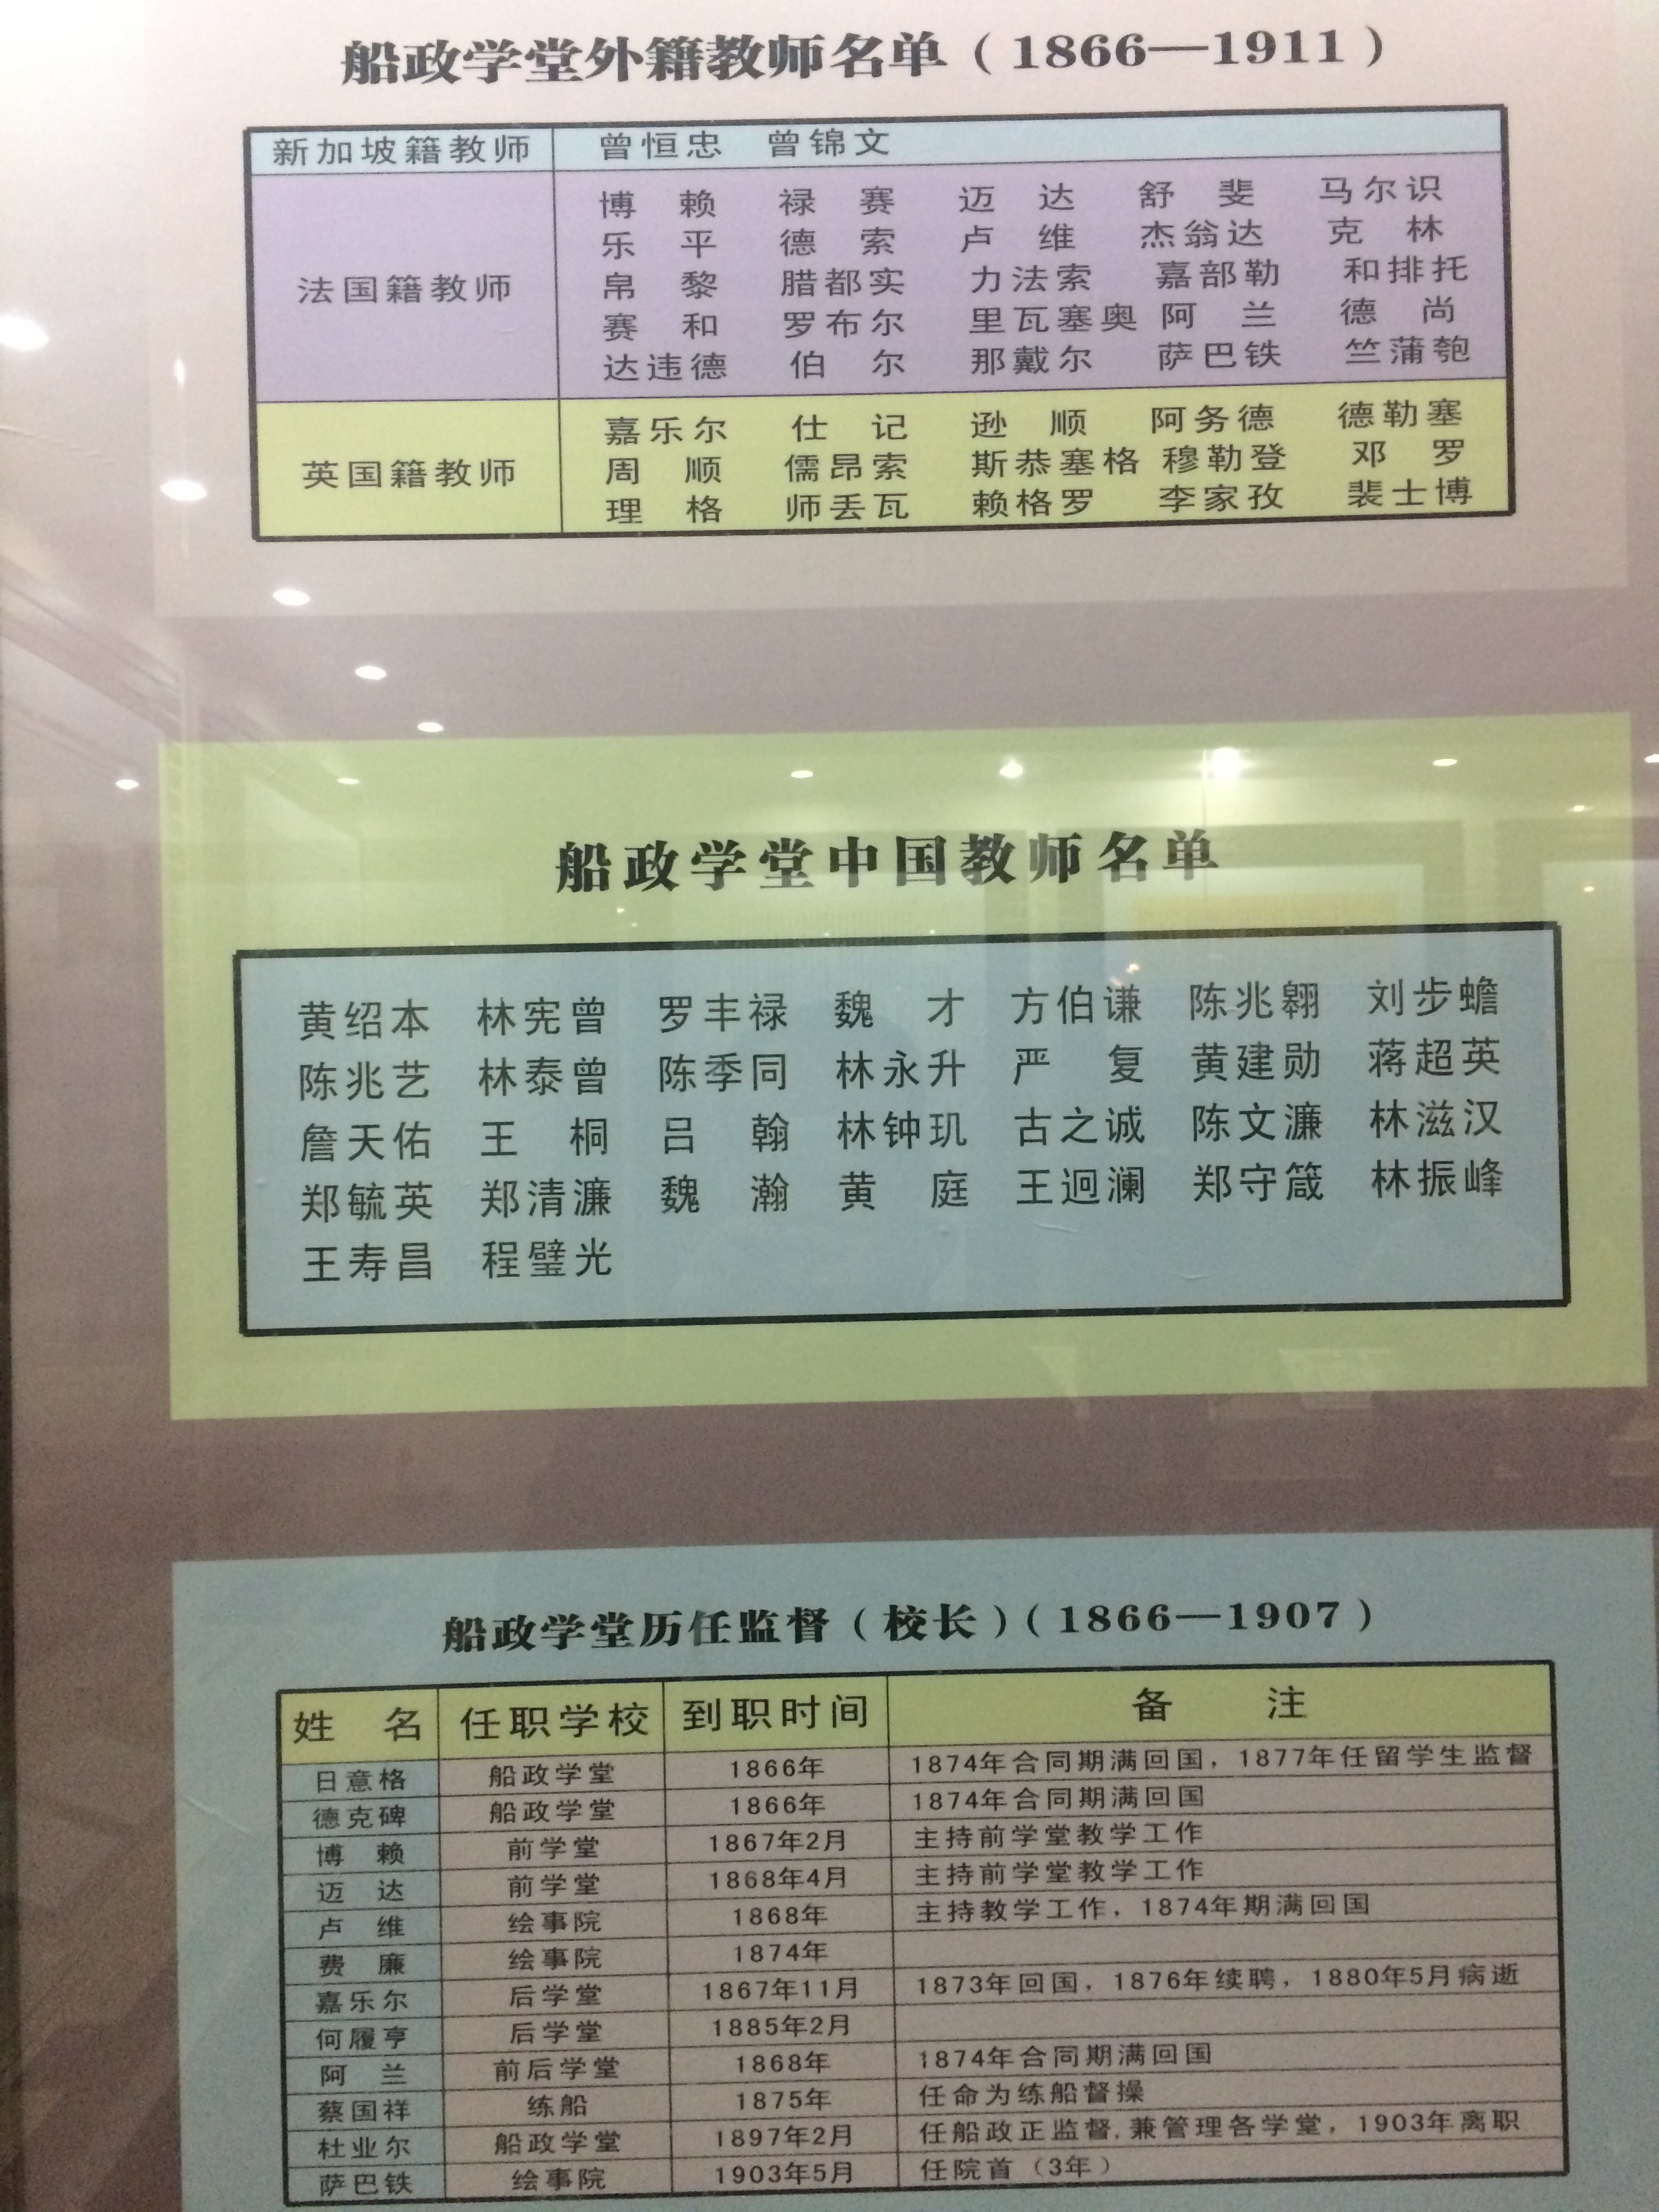 船政学堂外籍教师名单（1866—1911）
新加坡籍教师 曾恒忠 曾锦文
法国籍教师
博赖 禄赛 迈达 舒斐 马尔识
乐平 德索 卢维 杰翁达 克林
帛黎 腊都实 力法索 嘉部勒 和排托
赛和 罗布尔 里瓦塞奥 阿兰 德尚
达违德 伯尔 那戴尔 萨巴铁 竺蒲匏
英国籍教师
嘉乐尔 仕记 逊顺 阿务德 德勒塞
周顺 儒昂索 斯恭塞格 穆勒登 邓罗
理格 师丢瓦 赖格罗 李家孜 裴士博
船政学堂中国教师名单
黄绍本 林宪曾 罗丰禄 魏才 方伯谦 陈兆翱 刘步蟾
陈兆艺 林泰曾 陈季同 林永升 严复 黄建勋 蒋超英
詹天佑 王桐 吕翰 林钟玑 古之诚 陈文濂 林滋汉
郑毓英 郑清濂 魏瀚 黄庭 王迥澜 郑守箴 林振峰
王寿昌 程璧光
船政学堂历任监督（校长）（1866—1907）
姓名 任职学校 到职时间 备注
日意格 船政学堂 1866年 1874年合同期满回国，1877年任留学生监督
德克碑 船政学堂 1866年 1874年合同期满回国
博赖 前学堂 1867年2月 主持前学堂教学工作
迈达 前学堂 1868年4月 主持前学堂教学工作
卢维 绘事院 1868年 主持教学工作，1874年期满回国
费廉 绘事院 1874年
嘉乐尔 后学堂 1867年11月 1873年回国，1876年续聘，1880年5月病逝
何履亨 后学堂 1885年2月
阿兰 前后学堂 1868年 1874年合同期满回国
蔡国祥 练船 1875年 任命为练船督操
杜业尔 船政学堂 1897年2月 任船政正监督,兼管理各学堂，1903年离职
萨巴铁 绘事院 1903年5月 任院首（3年）